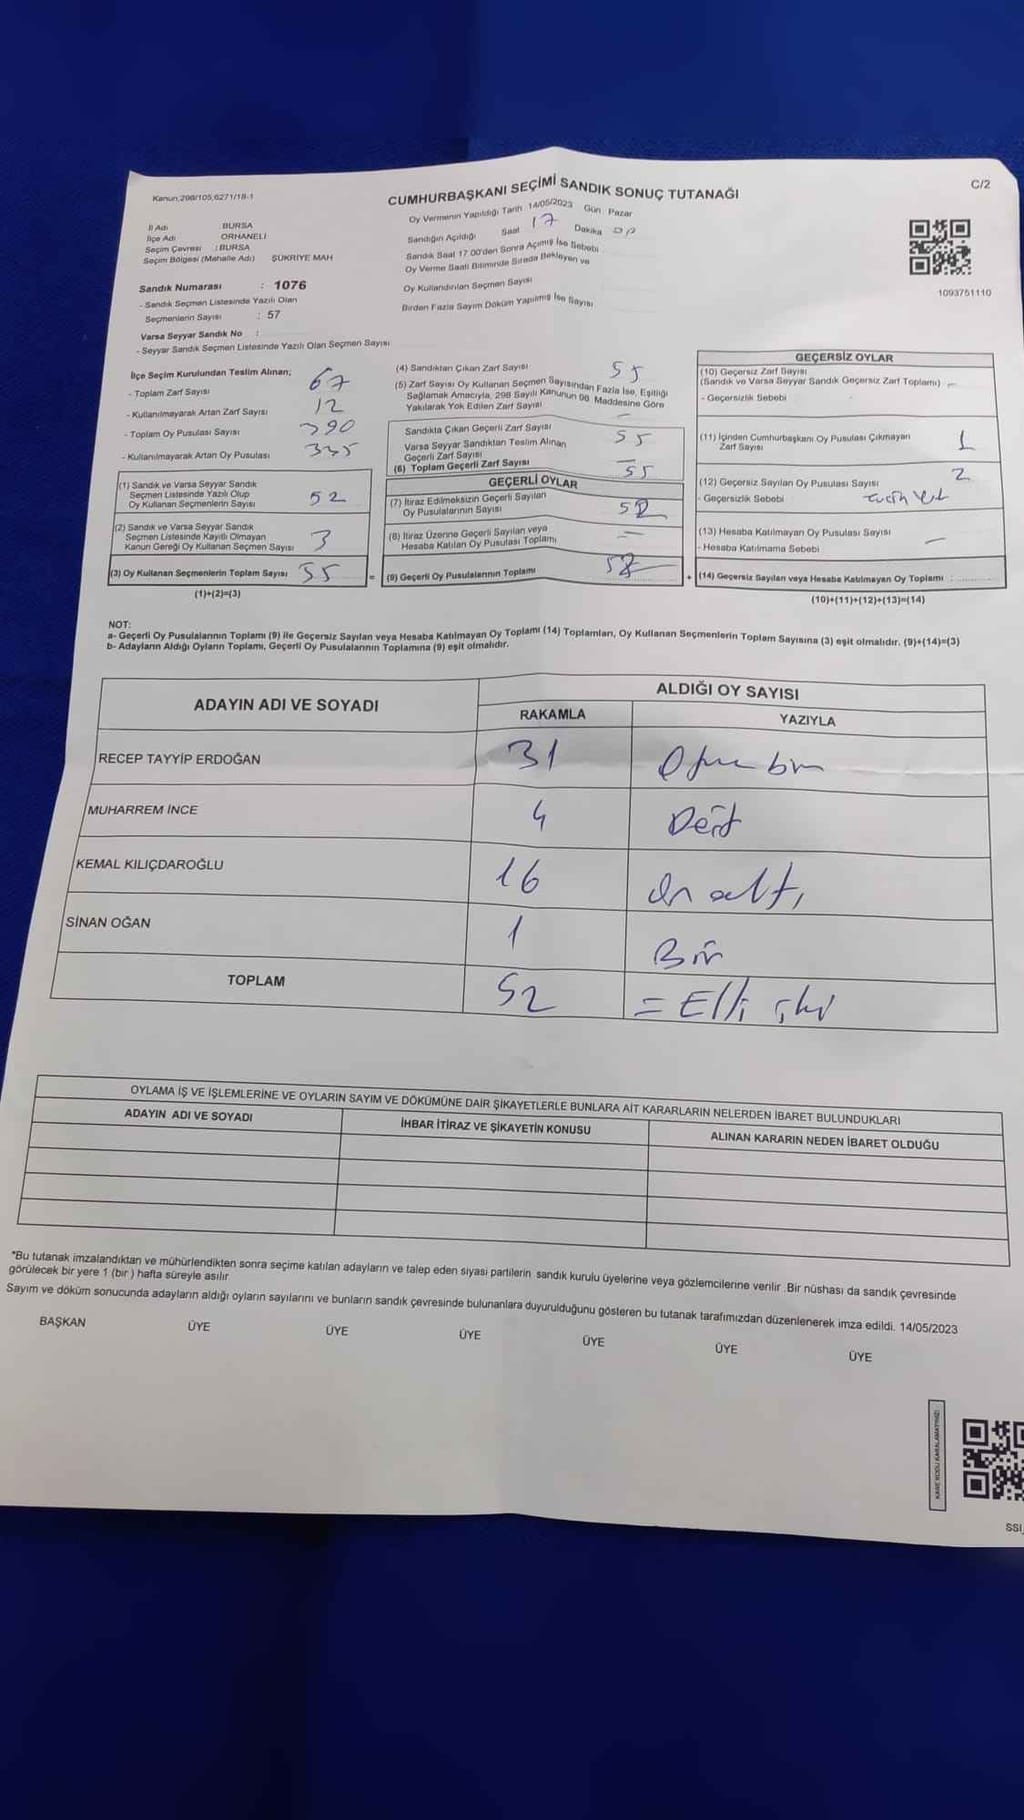 Kanun,298/105,6271/18-1
CUMHURBAŞKANI SEÇİMİ SANDIK SONUÇ TUTANAĞI
C/2
İl Adı BURSA
İlçe Adı ORHANELİ
Seçim Çevresi : BURSA
Seçim Bölgesi (Mahalle Adı) ŞÜKRİYE MAH
Sandık Numarası : 1076
- Sandık Seçmen Listesinde Yazılı Olan
Seçmenlerin Sayısı : 57
Varsa Seyyar Sandık No :
- Seyyar Sandık Seçmen Listesinde Yazılı Olan Seçmen Sayısı
Oy Vermenin Yapıldığı Tarih 14/05/2023 Gün : Pazar
Sandığın Açıldığı Saat 17 Dakika 00
Sandık Saat 17.00'den Sonra Açımış İse Sebebi
Oy Verme Saati Bitiminde Sırada Bekleyen ve
Oy Kullandırılan Seçmen Sayısı
Birden Fazla Sayım Döküm Yapılmış İse Sayısı
1093751110
İlçe Seçim Kurulundan Teslim Alınan;
- Toplam Zarf Sayısı 67
- Kullanılmayarak Artan Zarf Sayısı 12
- Toplam Oy Pusulası Sayısı 390
- Kullanılmayarak Artan Oy Pusulası 335
(1) Sandık ve Varsa Seyyar Sandık
Seçmen Listesinde Yazılı Olup
Oy Kullanan Seçmenlerin Sayısı 52
(2) Sandık ve Varsa Seyyar Sandık
Seçmen Listesinde Kayıtlı Olmayan
Kanun Gereği Oy Kullanan Seçmen Sayısı 3
(3) Oy Kullanan Seçmenlerin Toplam Sayısı 55
(1)+(2)=(3)
(4) Sandıktan Çıkan Zarf Sayısı 55
(5) Zarf Sayısı Oy Kullanan Seçmen Sayısından Fazla İse, Eşitliği
Sağlamak Amacıyla, 298 Sayılı Kanunun 98 Maddesine Göre
Yakılarak Yok Edilen Zarf Sayısı –
Sandıkta Çıkan Geçerli Zarf Sayısı 55
Varsa Seyyar Sandıktan Teslim Alınan
Geçerli Zarf Sayısı –
(6) Toplam Geçerli Zarf Sayısı 55
GEÇERLİ OYLAR
(7) İtiraz Edilmeksizin Geçerli Sayılan
Oy Pusulalarının Sayısı 52
(8) İtiraz Üzerine Geçerli Sayılan veya
Hesaba Katılan Oy Pusulası Toplamı –
= (9) Geçerli Oy Pusulalarının Toplamı 52
GEÇERSİZ OYLAR
(10) Geçersiz Zarf Sayısı
(Sandık ve Varsa Seyyar Sandık Geçersiz Zarf Toplamı) –
- Geçersizlik Sebebi
(11) İçinden Cumhurbaşkanı Oy Pusulası Çıkmayan
Zarf Sayısı 1
(12) Geçersiz Sayılan Oy Pusulası Sayısı 2
- Geçersizlik Sebebi
(13) Hesaba Katılmayan Oy Pusulası Sayısı
- Hesaba Katılmama Sebebi –
+ (14) Geçersiz Sayılan veya Hesaba Katılmayan Oy Toplamı :
(10)+(11)+(12)+(13)=(14)
NOT:
a- Geçerli Oy Pusulalarının Toplamı (9) ile Geçersiz Sayılan veya Hesaba Katılmayan Oy Toplamı (14) Toplamları, Oy Kullanan Seçmenlerin Toplam Sayısına (3) eşit olmalıdır. (9)+(14)=(3)
b- Adayların Aldığı Oyların Toplamı, Geçerli Oy Pusulalarının Toplamına (9) eşit olmalıdır.
ADAYIN ADI VE SOYADI ALDIĞI OY SAYISI
RAKAMLA YAZIYLA
RECEP TAYYİP ERDOĞAN 31 Otuz bir
MUHARREM İNCE 4 Dört
KEMAL KILIÇDAROĞLU 16 On altı
SİNAN OĞAN 1 Bir
TOPLAM 52 = Elli iki
OYLAMA İŞ VE İŞLEMLERİNE VE OYLARIN SAYIM VE DÖKÜMÜNE DAİR ŞİKAYETLERLE BUNLARA AİT KARARLARIN NELERDEN İBARET BULUNDUKLARI
ADAYIN ADI VE SOYADI İHBAR İTİRAZ VE ŞİKAYETİN KONUSU ALINAN KARARIN NEDEN İBARET OLDUĞU
*Bu tutanak imzalandıktan ve mühürlendikten sonra seçime katılan adayların ve talep eden siyasi partilerin sandık kurulu üyelerine veya gözlemcilerine verilir .Bir nüshası da sandık çevresinde
görülecek bir yere 1 (bir ) hafta süreyle asılır
Sayım ve döküm sonucunda adayların aldığı oyların sayılarını ve bunların sandık çevresinde bulunanlara duyurulduğunu gösteren bu tutanak tarafımızdan düzenlenerek imza edildi. 14/05/2023
BAŞKAN ÜYE ÜYE ÜYE ÜYE ÜYE ÜYE
KARE KODU KARALAMAYINIZ!
SSI